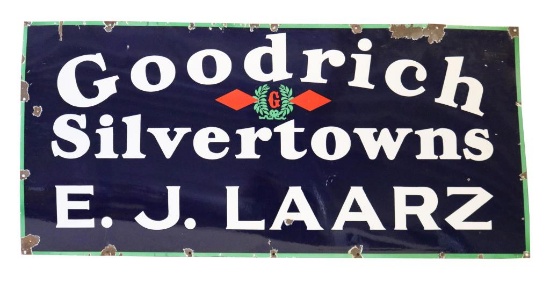 Goodrich
G
Silvertowns
E. J. LAARZ